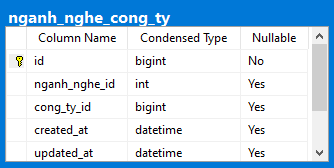 nganh_nghe_cong_ty
Column Name Condensed Type Nullable
id bigint No
nganh_nghe_id int Yes
cong_ty_id bigint Yes
created_at datetime Yes
updated_at datetime Yes